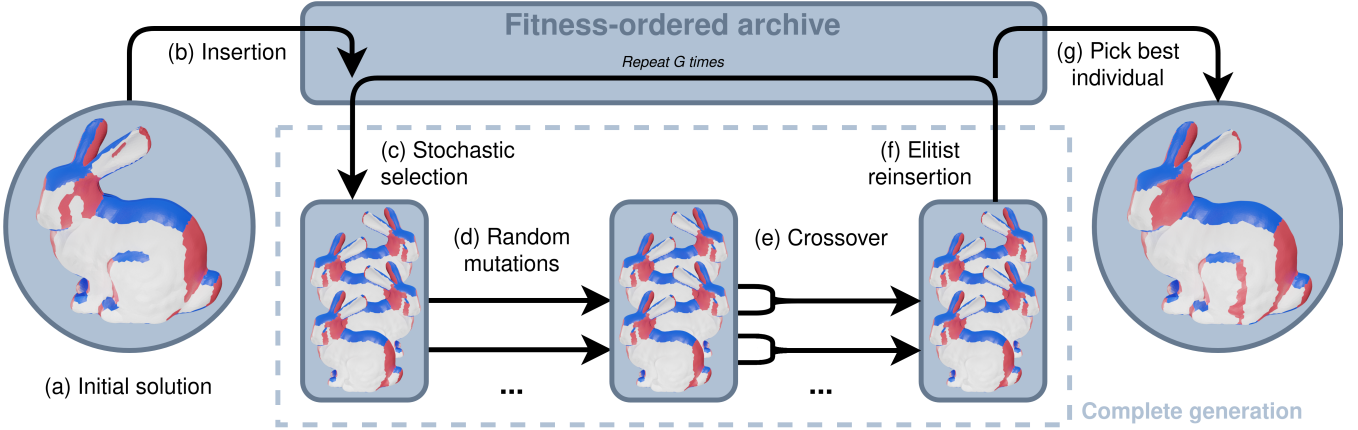 Fitness-ordered archive
(b) Insertion
Repeat G times
(g) Pick best
individual
(c) Stochastic
selection
(f) Elitist
reinsertion
(d) Random
mutations
(e) Crossover
(a) Initial solution
...
...
Complete generation